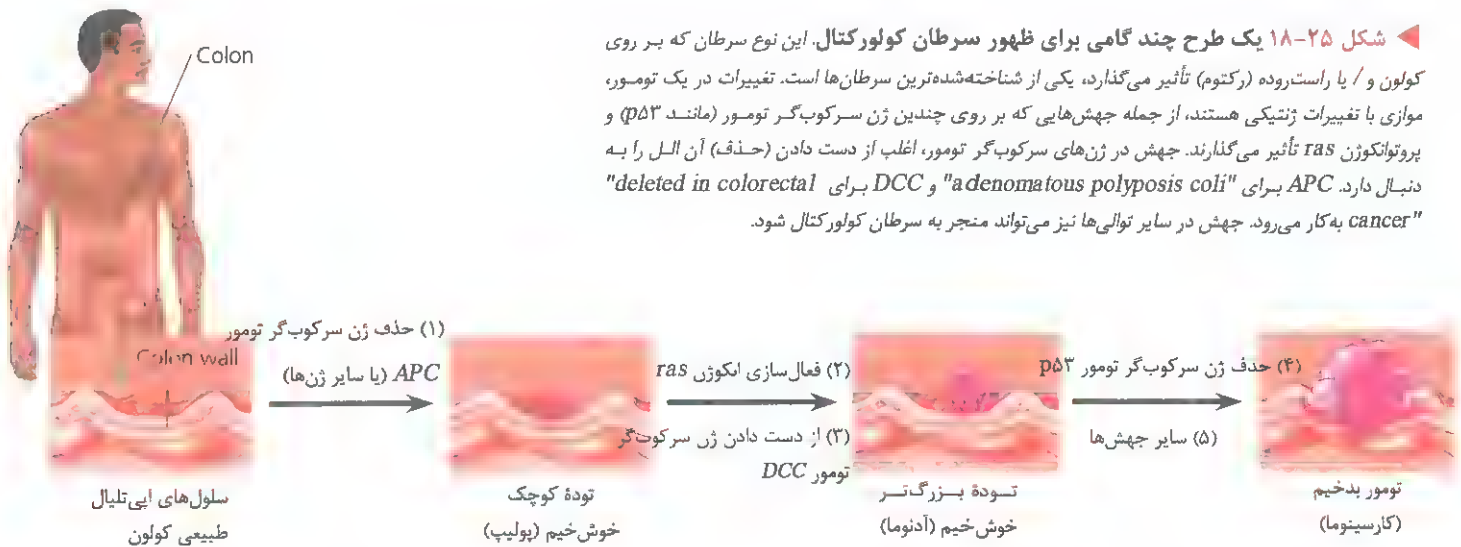 Colon
شکل ۲۵-۱۸ یک طرح چند گامی برای ظهور سرطان کولورکتال. این نوع سرطان که بر روی
کولون و / یا راست‌روده (رکتوم) تأثیر می‌گذارد، یکی از شناخته‌شده‌ترین سرطان‌ها است. تغییرات در یک تومور،
موازی با تغییرات ژنتیکی هستند، از جمله جهش‌هایی که بر روی چندین ژن سرکوب‌گر تومور (مانند p۵۳) و
پروتوانکوژن ras تأثیر می‌گذارند. جهش در ژن‌های سرکوب‌گر تومور، اغلب از دست دادن (حذف) آن الل را به
دنبال دارد. APC برای "adenomatous polyposis coli" و DCC برای "deleted in colorectal
cancer" به‌کار می‌رود. جهش در سایر توالی‌ها نیز می‌تواند منجر به سرطان کولورکتال شود.
Colon wall
(۱) حذف ژن سرکوب‌گر تومور
APC (یا سایر ژن‌ها)
(۲) فعال‌سازی انکوژن ras
(۳) از دست دادن ژن سرکوب‌گر
تومور DCC
(۴) حذف ژن سرکوب‌گر تومور p۵۳
(۵) سایر جهش‌ها
سلول‌های اپی‌تلیال
طبیعی کولون
تودهٔ کوچک
خوش‌خیم (پولیپ)
تودهٔ بزرگ‌تر
خوش‌خیم (آدنوما)
تومور بدخیم
(کارسینوما)